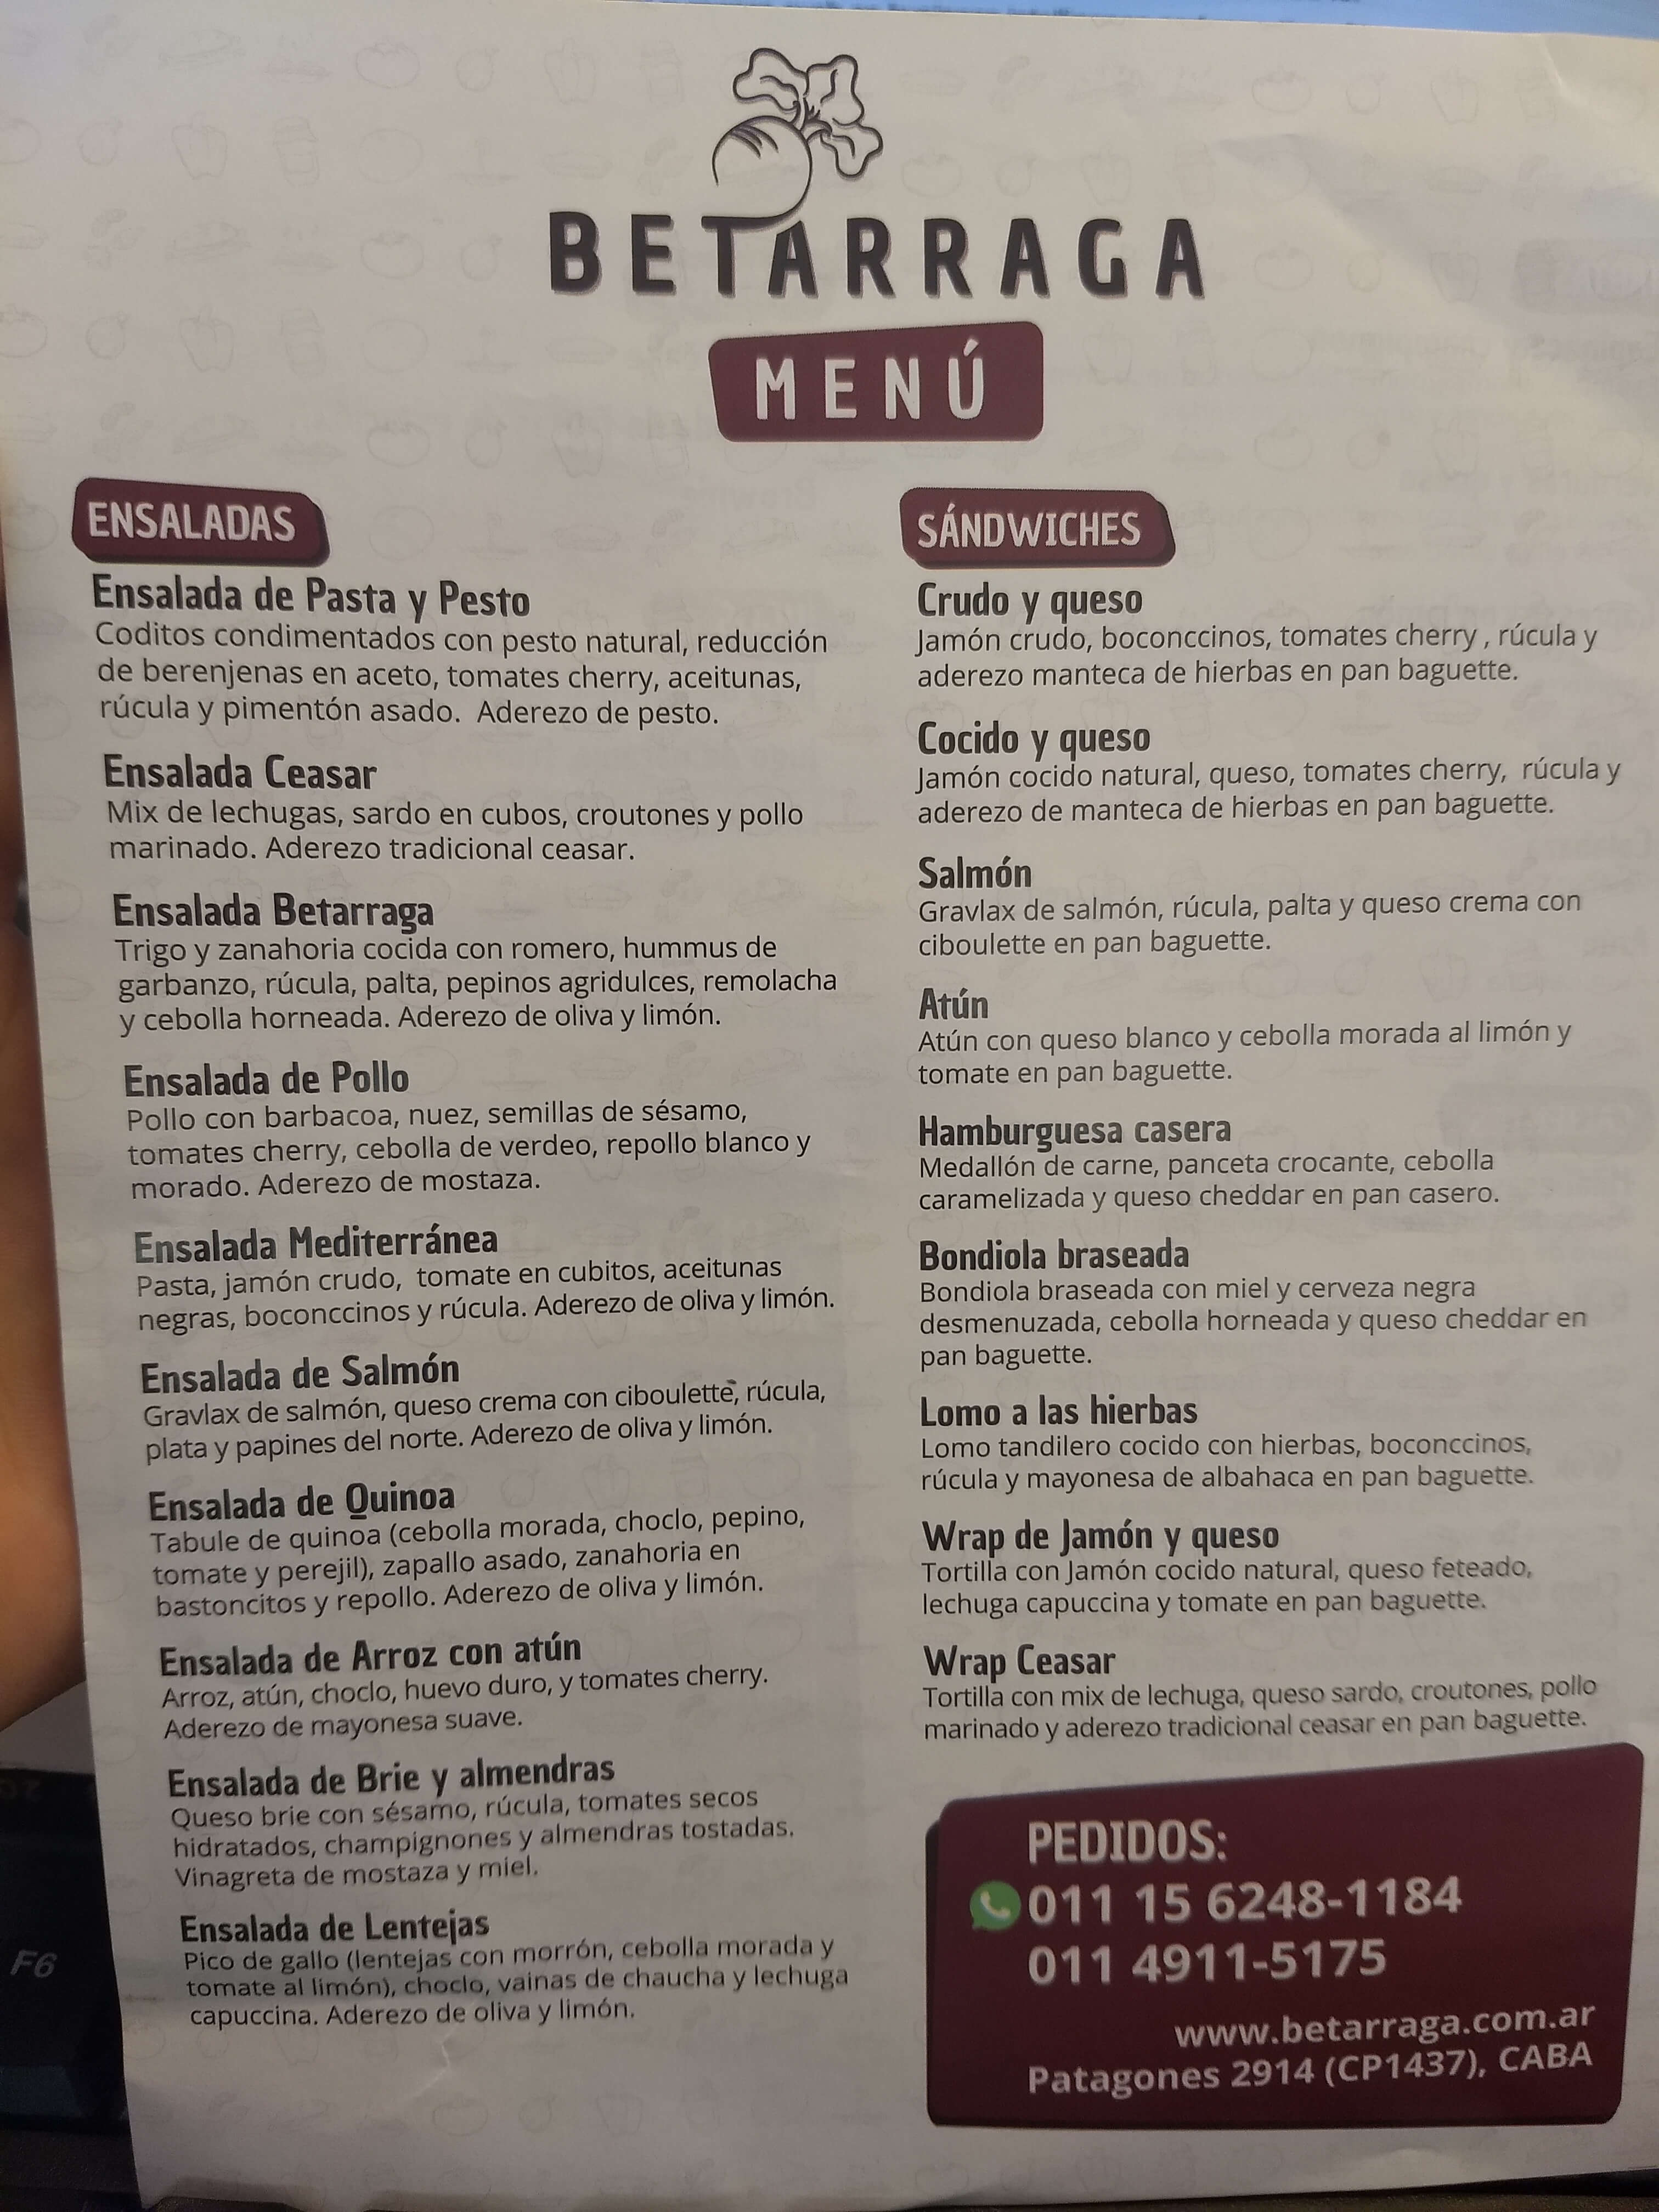 BETARRAGA
MENÚ
ENSALADAS
Ensalada de Pasta y Pesto
Coditos condimentados con pesto natural, reducción
de berenjenas en aceto, tomates cherry, aceitunas,
rúcula y pimentón asado. Aderezo de pesto.
Ensalada Ceasar
Mix de lechugas, sardo en cubos, croutones y pollo
marinado. Aderezo tradicional ceasar.
Ensalada Betarraga
Trigo y zanahoria cocida con romero, hummus de
garbanzo, rúcula, palta, pepinos agridulces, remolacha
y cebolla horneada. Aderezo de oliva y limón.
Ensalada de Pollo
Pollo con barbacoa, nuez, semillas de sésamo,
tomates cherry, cebolla de verdeo, repollo blanco y
morado. Aderezo de mostaza.
Ensalada Mediterránea
Pasta, jamón crudo, tomate en cubitos, aceitunas
negras, boconccinos y rúcula. Aderezo de oliva y limón.
Ensalada de Salmón
Gravlax de salmón, queso crema con ciboulette, rúcula,
plata y papines del norte. Aderezo de oliva y limón.
Ensalada de Quinoa
Tabule de quinoa (cebolla morada, choclo, pepino,
tomate y perejil), zapallo asado, zanahoria en
bastoncitos y repollo. Aderezo de oliva y limón.
Ensalada de Arroz con atún
Arroz, atún, choclo, huevo duro, y tomates cherry.
Aderezo de mayonesa suave.
Ensalada de Brie y almendras
Queso brie con sésamo, rúcula, tomates secos
hidratados, champignones y almendras tostadas.
Vinagreta de mostaza y miel.
Ensalada de Lentejas
Pico de gallo (lentejas con morrón, cebolla morada y
tomate al limón), choclo, vainas de chaucha y lechuga
capuccina. Aderezo de oliva y limón.
SÁNDWICHES
Crudo y queso
Jamón crudo, boconccinos, tomates cherry , rúcula y
aderezo manteca de hierbas en pan baguette.
Cocido y queso
Jamón cocido natural, queso, tomates cherry, rúcula y
aderezo de manteca de hierbas en pan baguette.
Salmón
Gravlax de salmón, rúcula, palta y queso crema con
ciboulette en pan baguette.
Atún
Atún con queso blanco y cebolla morada al limón y
tomate en pan baguette.
Hamburguesa casera
Medallón de carne, panceta crocante, cebolla
caramelizada y queso cheddar en pan casero.
Bondiola braseada
Bondiola braseada con miel y cerveza negra
desmenuzada, cebolla horneada y queso cheddar en
pan baguette.
Lomo a las hierbas
Lomo tandilero cocido con hierbas, boconccinos,
rúcula y mayonesa de albahaca en pan baguette.
Wrap de Jamón y queso
Tortilla con Jamón cocido natural, queso feteado,
lechuga capuccina y tomate en pan baguette.
Wrap Ceasar
Tortilla con mix de lechuga, queso sardo, croutones, pollo
marinado y aderezo tradicional ceasar en pan baguette.
PEDIDOS:
011 15 6248-1184
011 4911-5175
www.betarraga.com.ar
Patagones 2914 (CP1437), CABA
F6